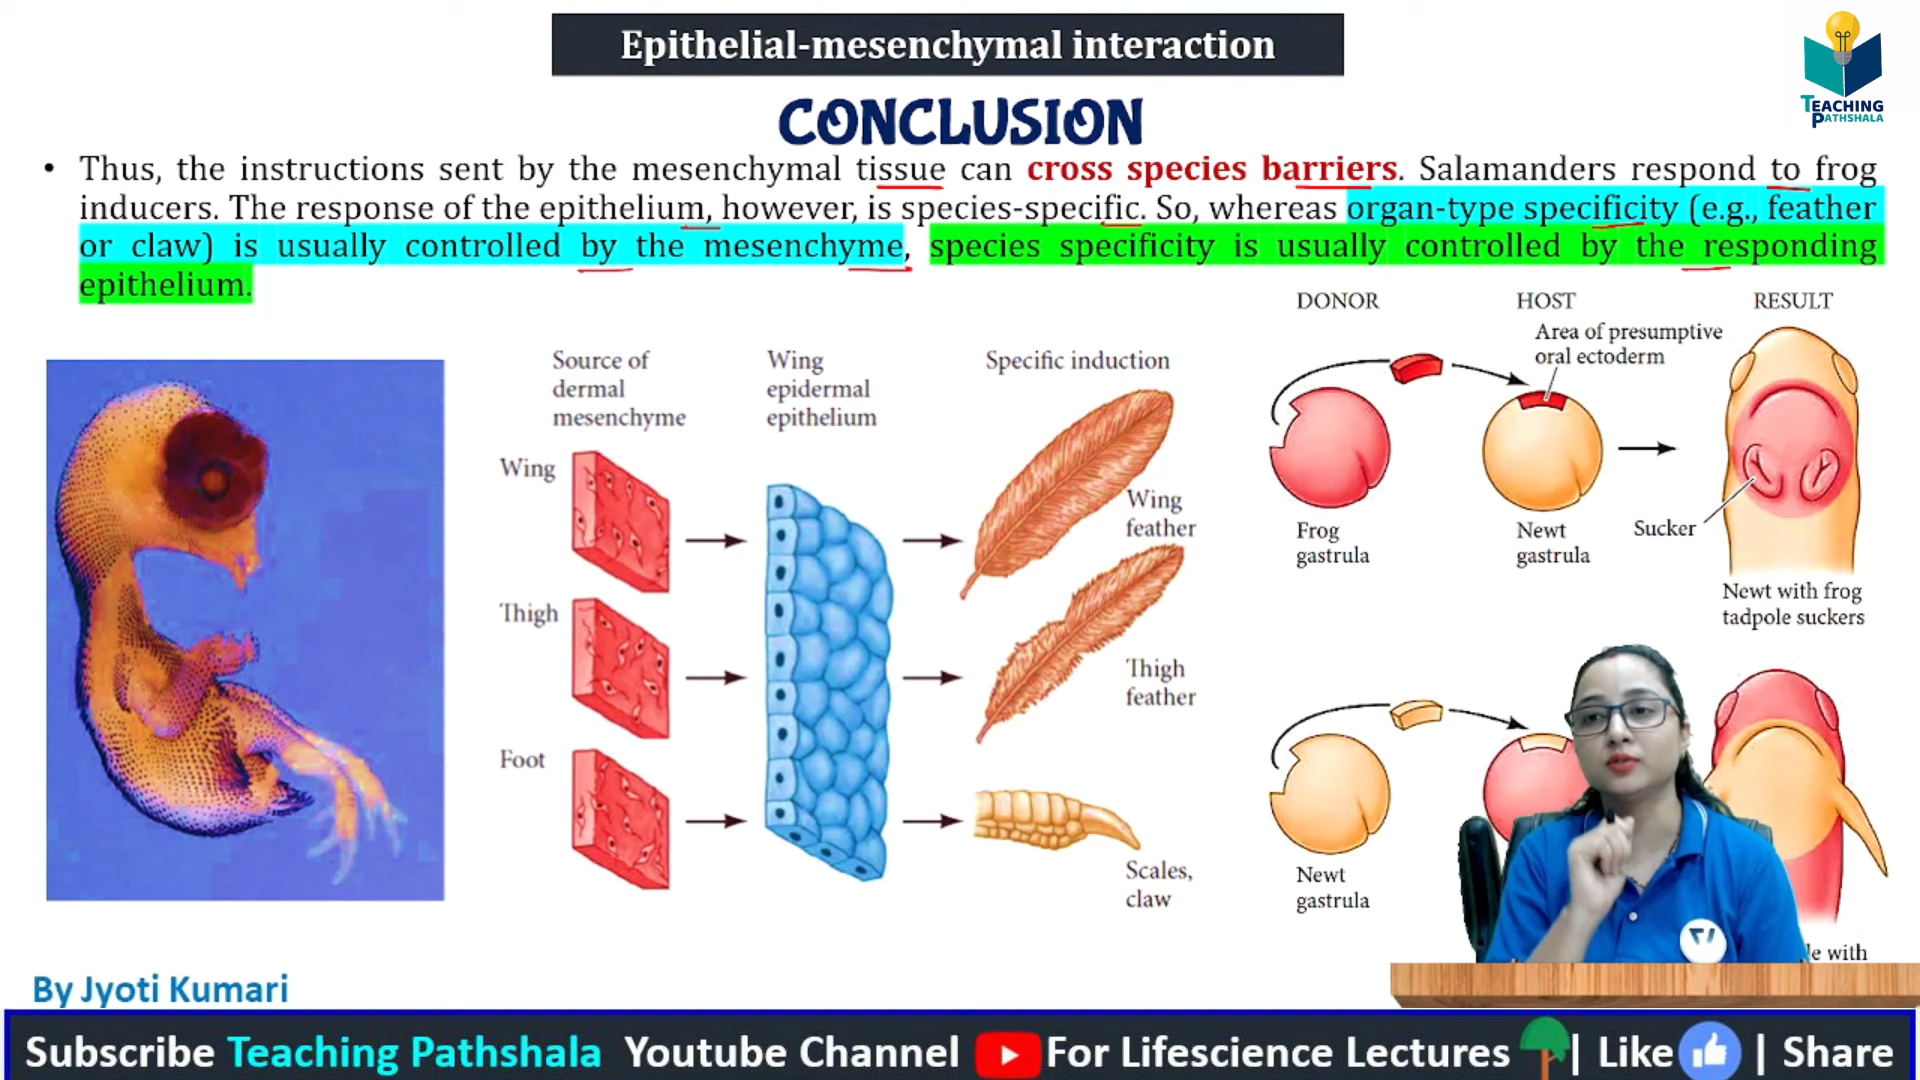 Epithelial-mesenchymal interaction
TEACHING
PATHSHALA
CONCLUSION
• Thus, the instructions sent by the mesenchymal tissue can cross species barriers. Salamanders respond to frog
inducers. The response of the epithelium, however, is species-specific. So, whereas organ-type specificity (e.g., feather
or claw) is usually controlled by the mesenchyme, species specificity is usually controlled by the responding
epithelium.
Source of
dermal
mesenchyme
Wing
epidermal
epithelium
Specific induction
Wing
Wing
feather
Thigh
Thigh
feather
Foot
Scales,
claw
DONOR
HOST
RESULT
Area of presumptive
oral ectoderm
Frog
gastrula
Newt
gastrula
Sucker
Newt with frog
tadpole suckers
Newt
gastrula
le with
By Jyoti Kumari
Subscribe Teaching Pathshala Youtube Channel For Lifescience Lectures | Like | Share